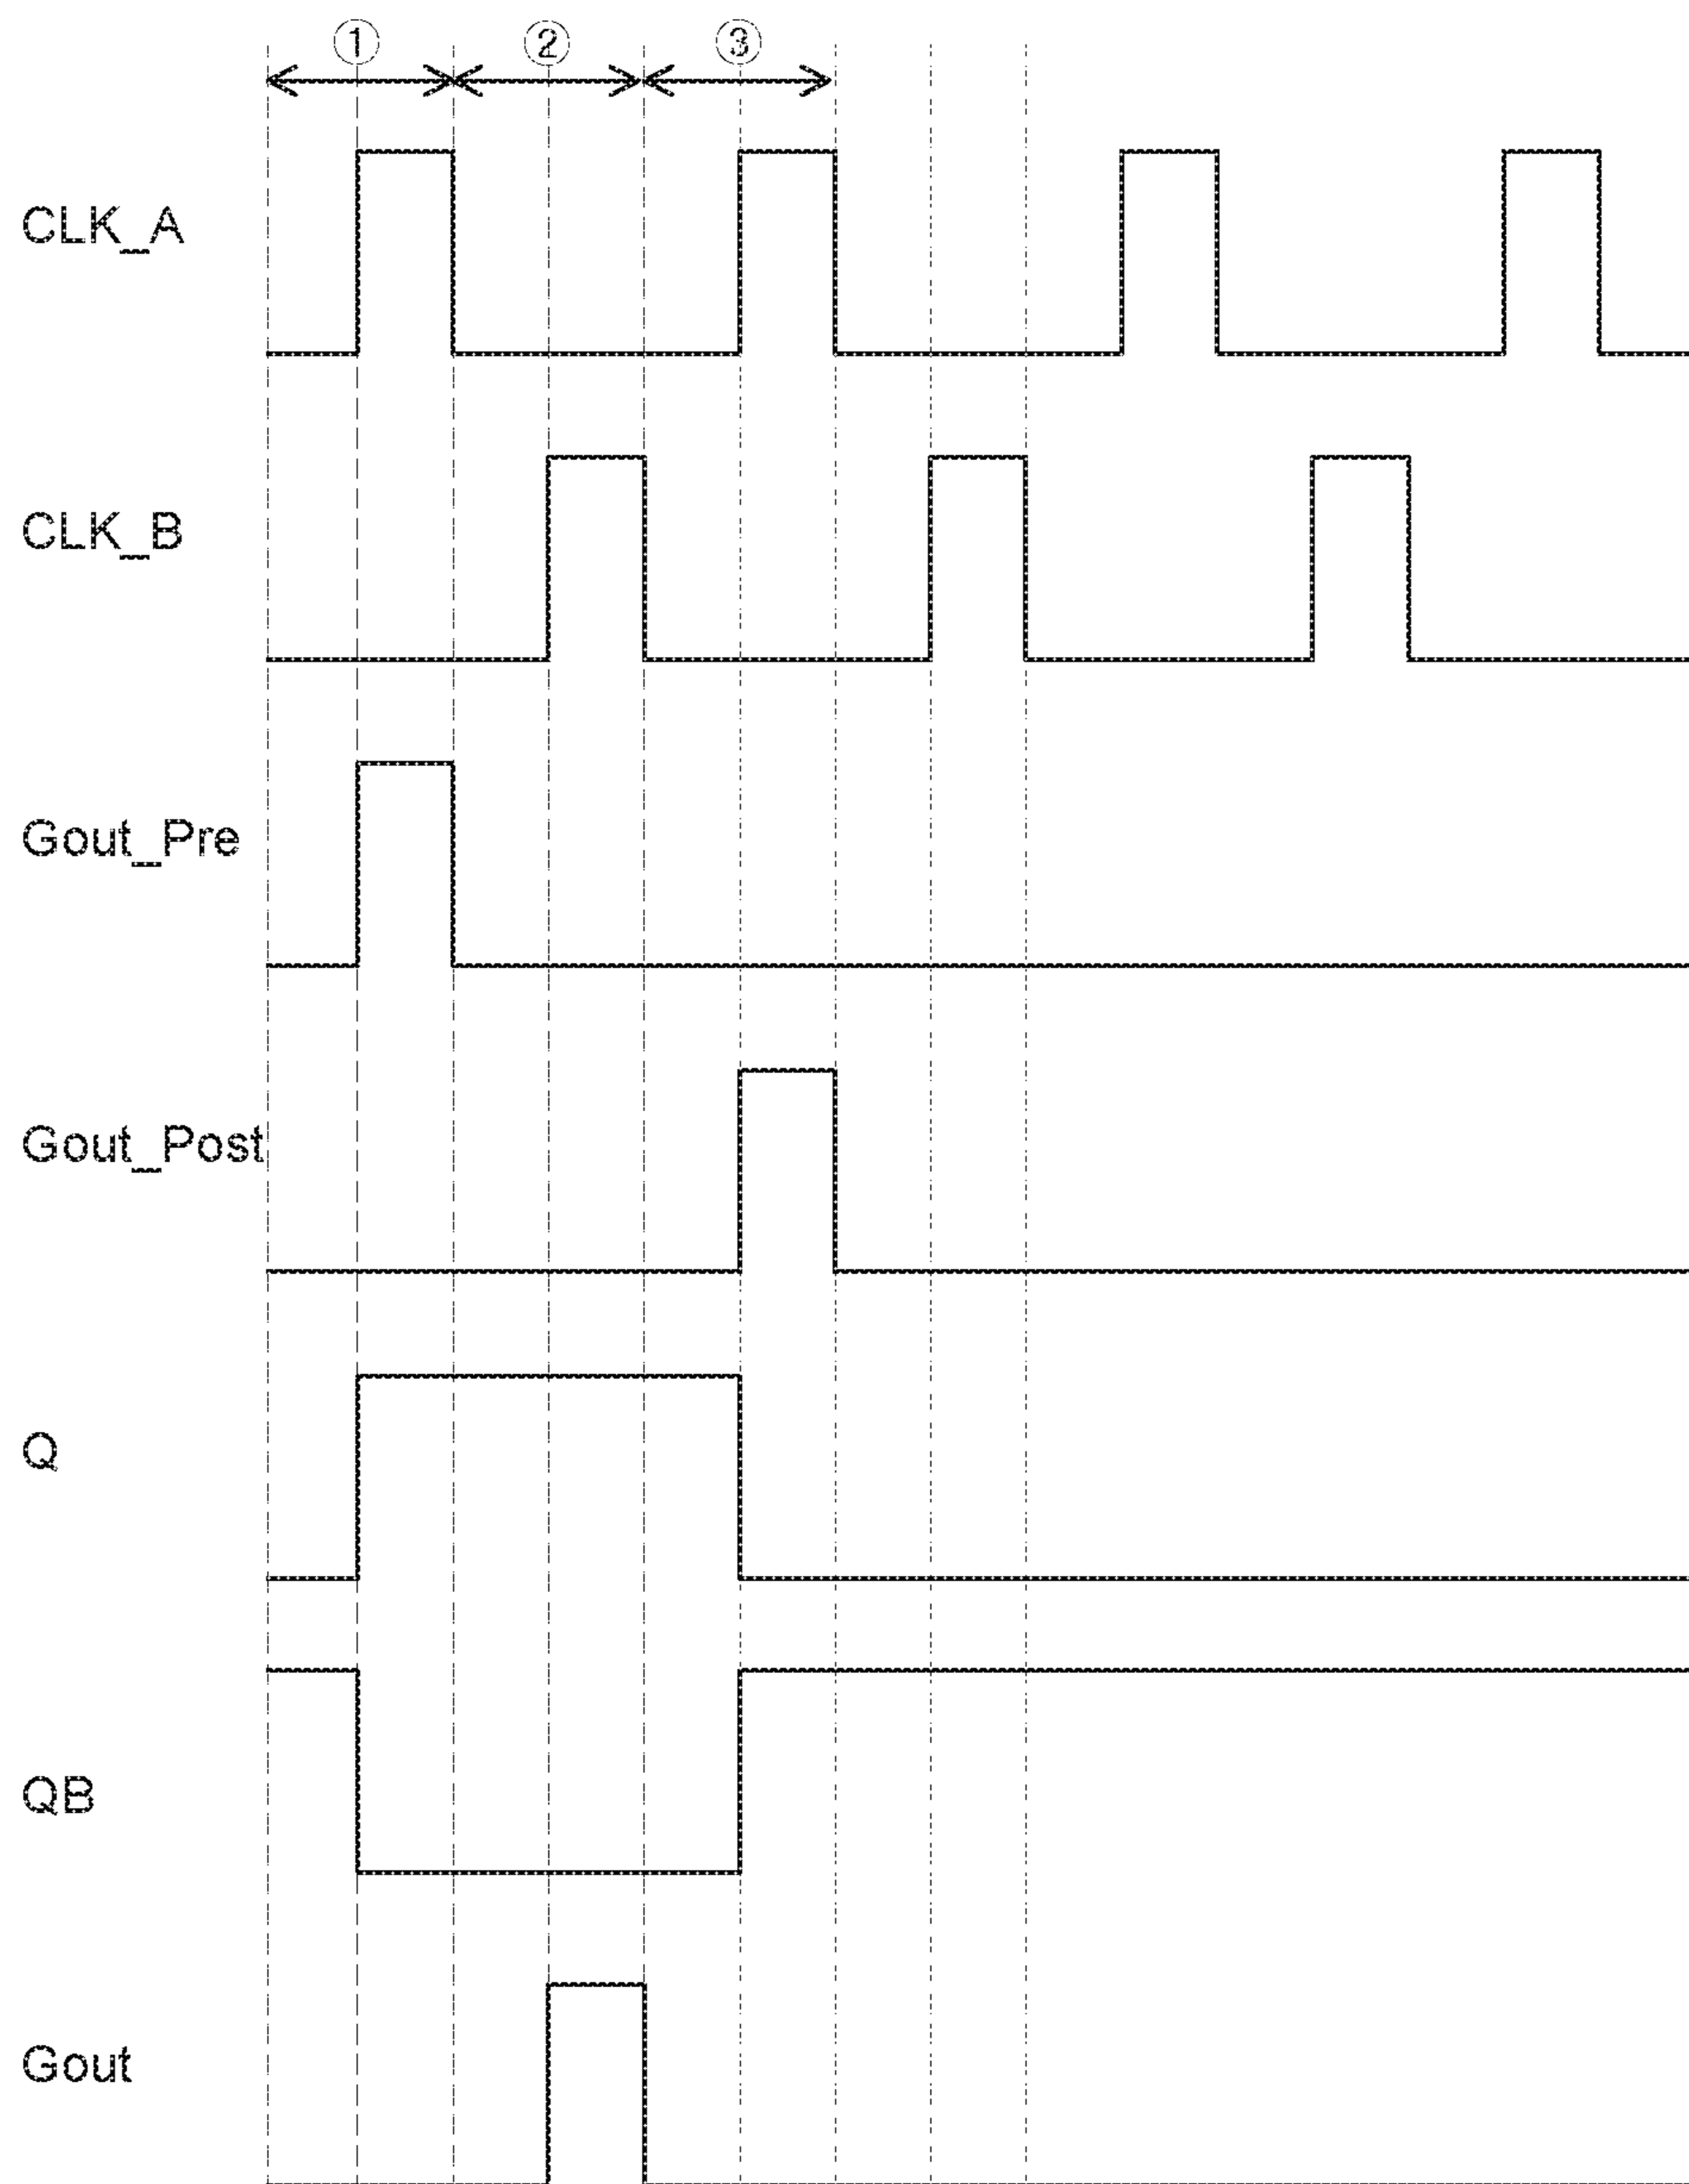 ① ② ③
CLK_A
CLK_B
Gout_Pre
Gout_Post
Q
QB
Gout